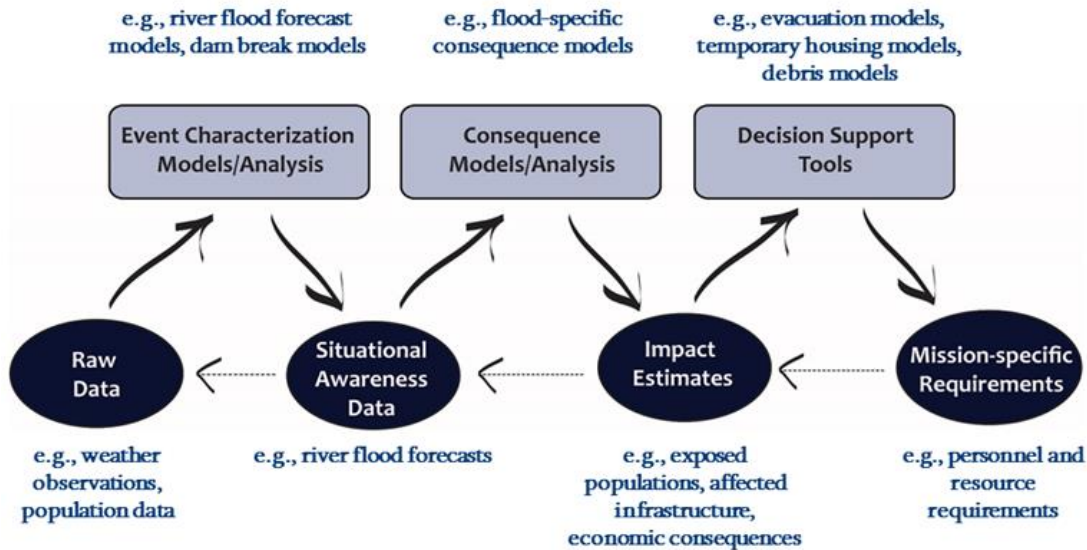 e.g., river flood forecast
models, dam break models
e.g., flood-specific
consequence models
e.g., evacuation models,
temporary housing models,
debris models
Event Characterization
Models/Analysis
Consequence
Models/Analysis
Decision Support
Tools
Raw
Data
Situational
Awareness
Data
Impact
Estimates
Mission-specific
Requirements
e.g., weather
observations,
population data
e.g., river flood forecasts
e.g., exposed
populations, affected
infrastructure,
economic consequences
e.g., personnel and
resource
requirements